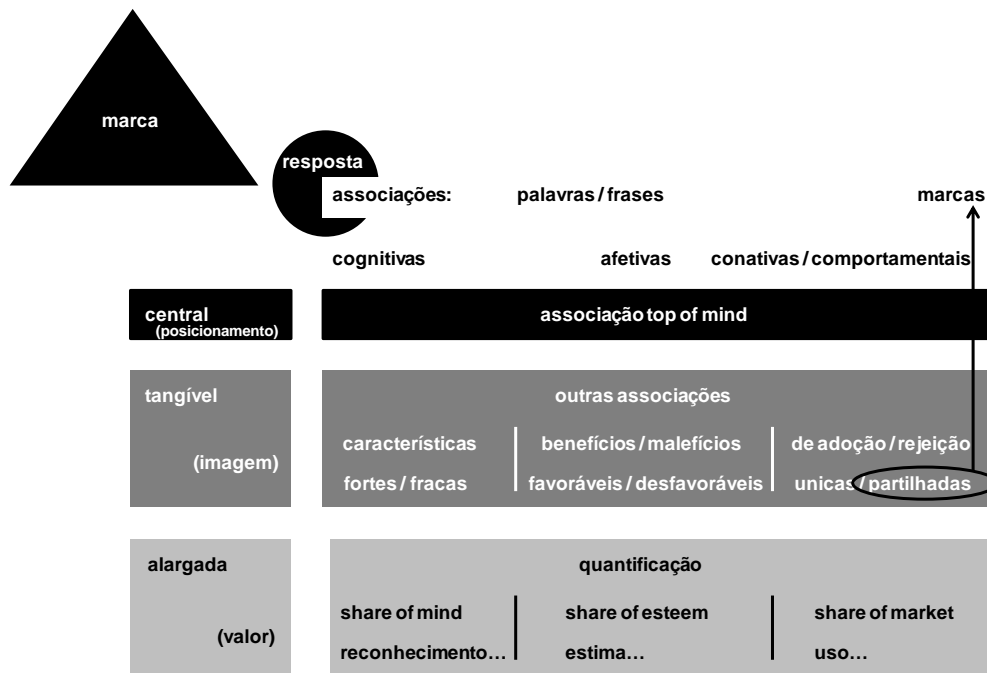 marca
resposta
associações: palavras / frases marcas
cognitivas afetivas conativas / comportamentais
central associação top of mind
(posicionamento)
tangível outras associações
características benefícios / malefícios de adoção / rejeição
(imagem)
fortes / fracas favoráveis / desfavoráveis unicas / partilhadas
alargada quantificação
share of mind share of esteem share of market
(valor)
reconhecimento... estima... uso...